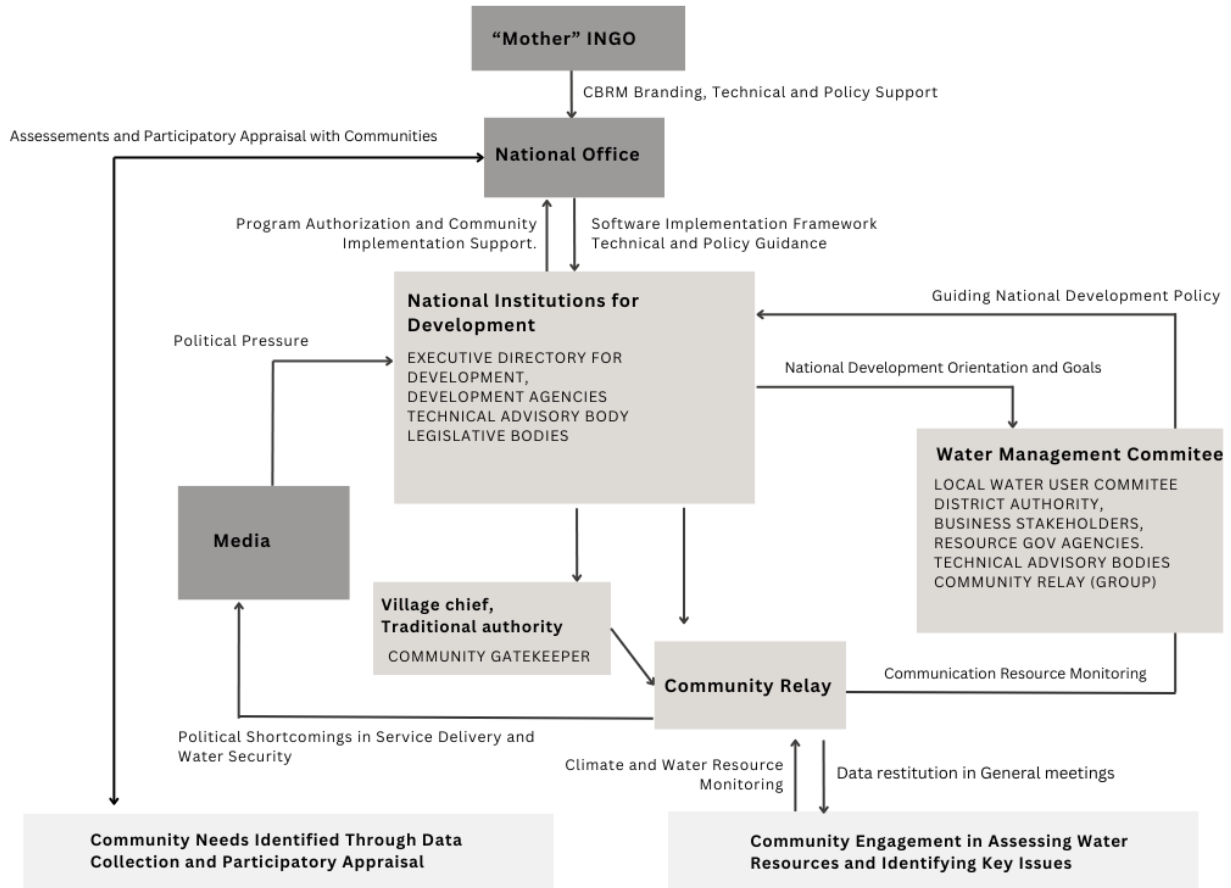 “Mother” INGO
CBRM Branding, Technical and Policy Support
Assessements and Participatory Appraisal with Communities
National Office
Program Authorization and Community
Implementation Support.
Software Implementation Framework
Technical and Policy Guidance
National Institutions for
Development
EXECUTIVE DIRECTORY FOR
DEVELOPMENT,
DEVELOPMENT AGENCIES
TECHNICAL ADVISORY BODY
LEGISLATIVE BODIES
Guiding National Development Policy
Political Pressure
National Development Orientation and Goals
Water Management Commitee
LOCAL WATER USER COMMITEE
DISTRICT AUTHORITY,
BUSINESS STAKEHOLDERS,
RESOURCE GOV AGENCIES.
TECHNICAL ADVISORY BODIES
COMMUNITY RELAY (GROUP)
Media
Village chief,
Traditional authority
COMMUNITY GATEKEEPER
Community Relay
Communication Resource Monitoring
Political Shortcomings in Service Delivery and
Water Security
Climate and Water Resource
Monitoring
Data restitution in General meetings
Community Needs Identified Through Data
Collection and Participatory Appraisal
Community Engagement in Assessing Water
Resources and Identifying Key Issues